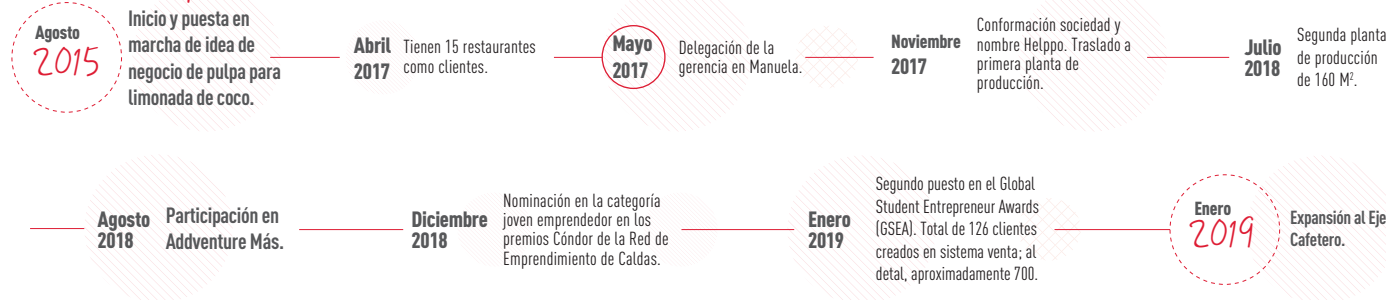 Agosto
2015
Inicio y puesta en
marcha de idea de
negocio de pulpa para
limonada de coco.
Abril
2017
Tienen 15 restaurantes
como clientes.
Mayo
2017
Delegación de la
gerencia en Manuela.
Noviembre
2017
Conformación sociedad y
nombre Helppo. Traslado a
primera planta de
producción.
Julio
2018
Segunda planta
de producción
de 160 M².
Agosto
2018
Participación en
Addventure Más.
Diciembre
2018
Nominación en la categoría
joven emprendedor en los
premios Cóndor de la Red de
Emprendimiento de Caldas.
Enero
2019
Segundo puesto en el Global
Student Entrepreneur Awards
(GSEA). Total de 126 clientes
creados en sistema venta; al
detal, aproximadamente 700.
Enero
2019
Expansión al Eje
Cafetero.